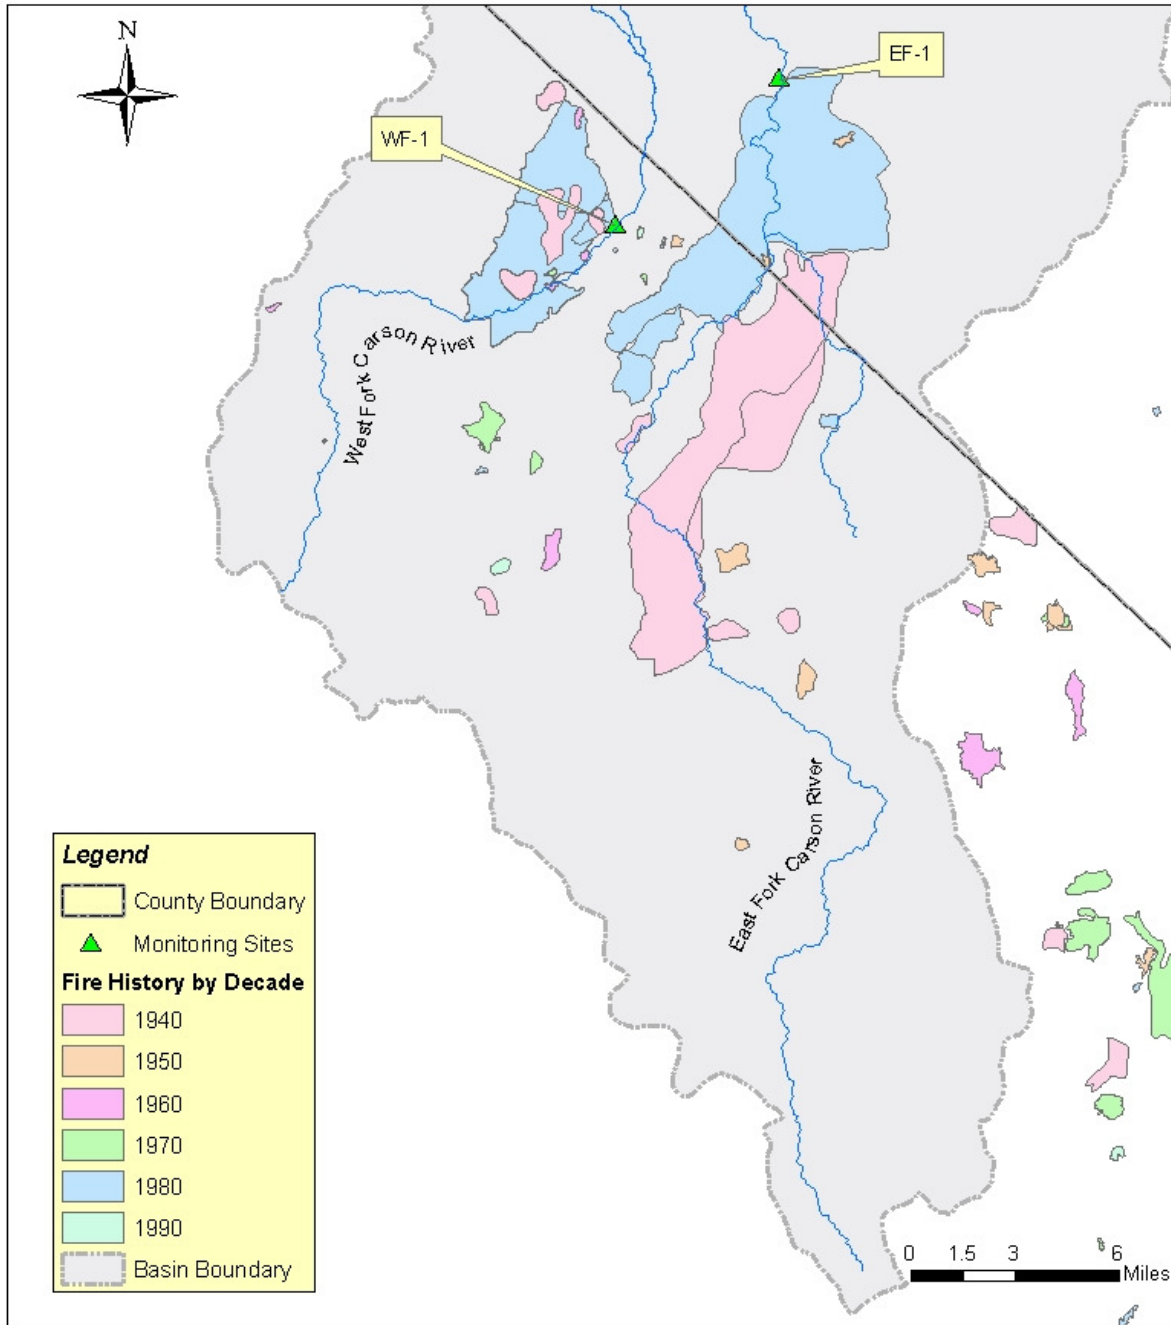 N
EF-1
WF-1
West Fork Carson River
East Fork Carson River
Legend
County Boundary
Monitoring Sites
Fire History by Decade
1940
1950
1960
1970
1980
1990
Basin Boundary
0 1.5 3 6
Miles